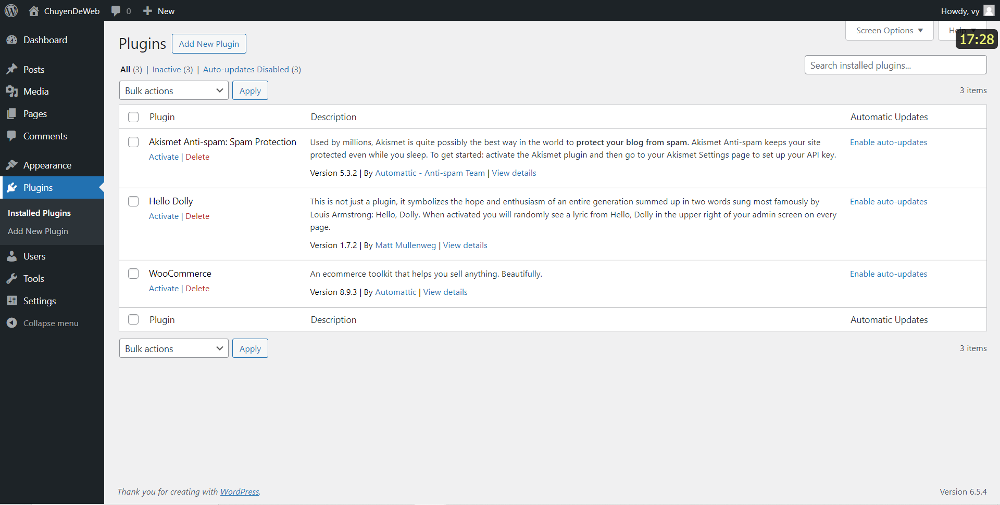 ChuyenDeWeb 0 New Howdy, vy
Dashboard
Posts
Media
Pages
Comments
Appearance
Plugins
Installed Plugins
Add New Plugin
Users
Tools
Settings
Collapse menu
Screen Options Help
17:28
Plugins Add New Plugin
All (3) | Inactive (3) | Auto-updates Disabled (3)
Search installed plugins...
Bulk actions Apply
3 items
Plugin Description Automatic Updates
Akismet Anti-spam: Spam Protection
Activate | Delete
Used by millions, Akismet is quite possibly the best way in the world to protect your blog from spam. Akismet Anti-spam keeps your site
protected even while you sleep. To get started: activate the Akismet plugin and then go to your Akismet Settings page to set up your API key.
Version 5.3.2 | By Automattic - Anti-spam Team | View details
Enable auto-updates
Hello Dolly
Activate | Delete
This is not just a plugin, it symbolizes the hope and enthusiasm of an entire generation summed up in two words sung most famously by
Louis Armstrong: Hello, Dolly. When activated you will randomly see a lyric from Hello, Dolly in the upper right of your admin screen on every
page.
Version 1.7.2 | By Matt Mullenweg | View details
Enable auto-updates
WooCommerce
Activate | Delete
An ecommerce toolkit that helps you sell anything. Beautifully.
Version 8.9.3 | By Automattic | View details
Enable auto-updates
Plugin Description Automatic Updates
Bulk actions Apply
3 items
Thank you for creating with WordPress.
Version 6.5.4